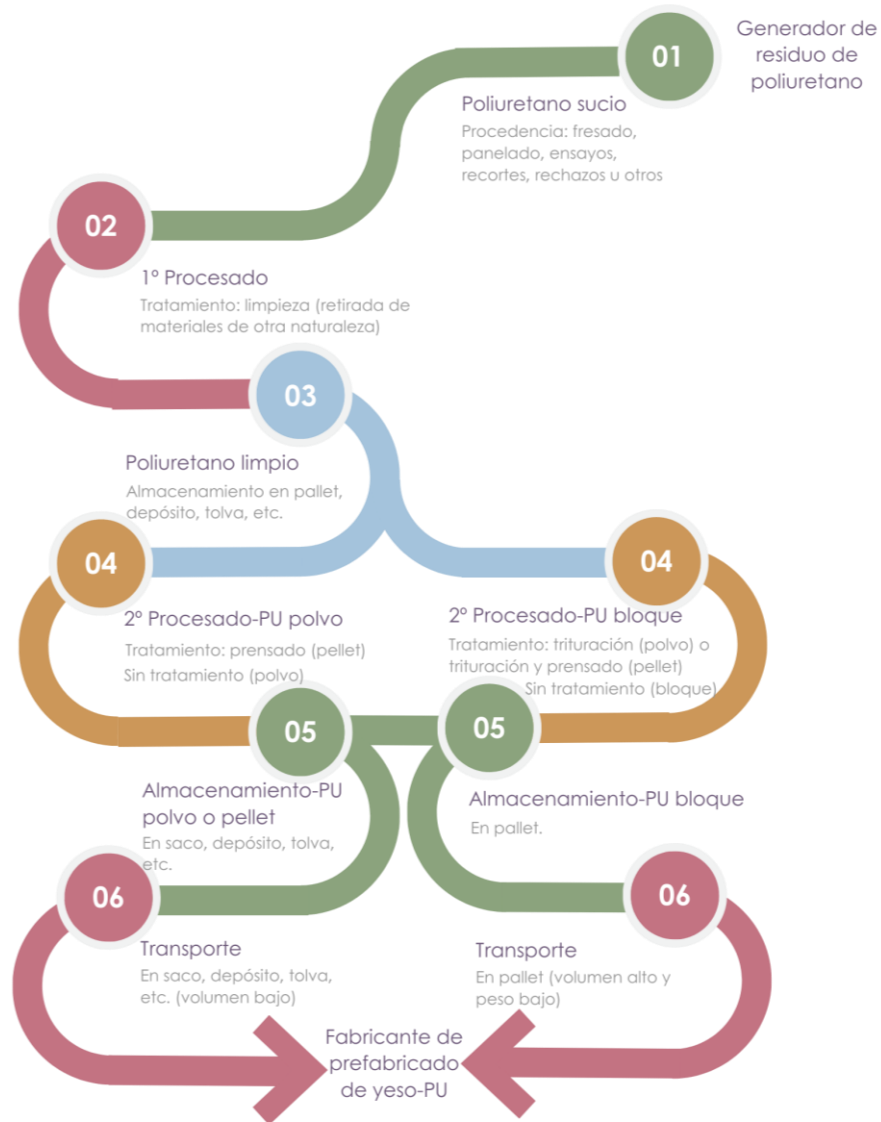 01
Generador de
residuo de
poliuretano
Poliuretano sucio
Procedencia: fresado,
panelado, ensayos,
recortes, rechazos u otros
02
1º Procesado
Tratamiento: limpieza (retirada de
materiales de otra naturaleza)
03
Poliuretano limpio
Almacenamiento en pallet,
depósito, tolva, etc.
04
2º Procesado-PU polvo
Tratamiento: prensado (pellet)
Sin tratamiento (polvo)
04
2º Procesado-PU bloque
Tratamiento: trituración (polvo) o
trituración y prensado (pellet)
Sin tratamiento (bloque)
05
Almacenamiento-PU
polvo o pellet
En saco, depósito, tolva,
etc.
05
Almacenamiento-PU bloque
En pallet.
06
Transporte
En saco, depósito, tolva,
etc. (volumen bajo)
06
Transporte
En pallet (volumen alto y
peso bajo)
Fabricante de
prefabricado
de yeso-PU